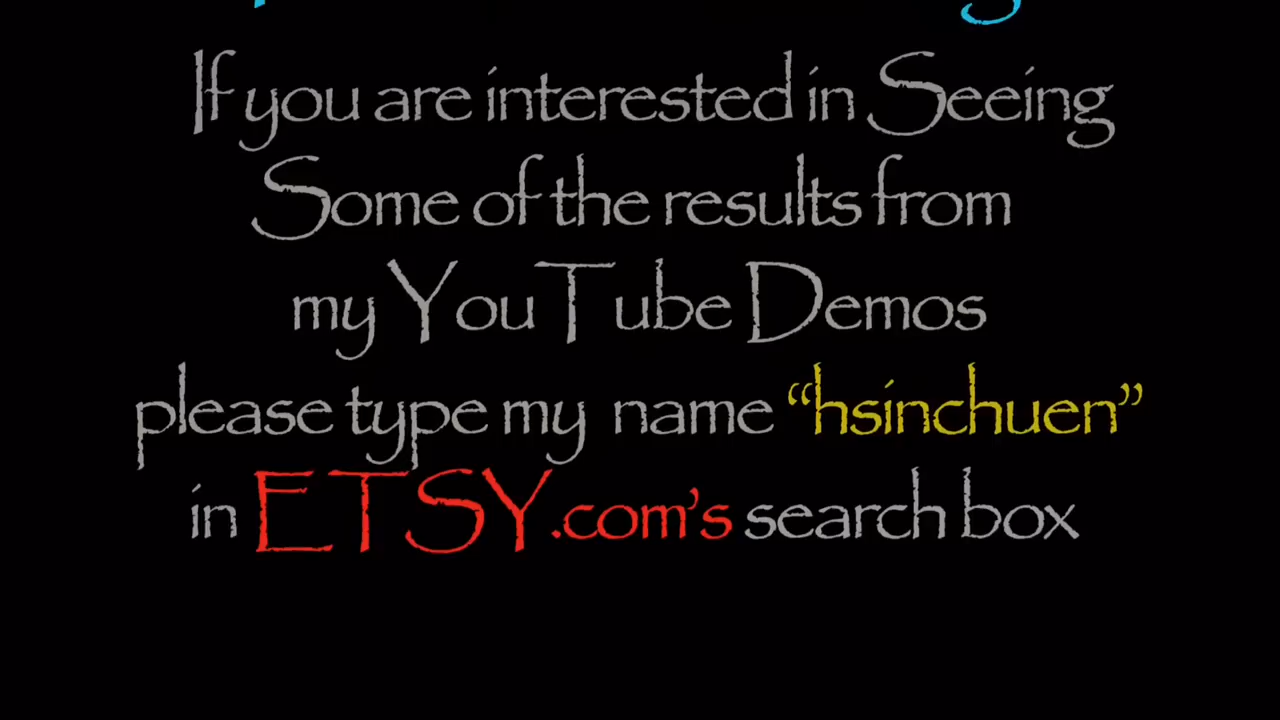 If you are interested in Seeing
Some of the results from
my YouTube Demos
please type my name “hsinchuen”
in ETSY.com’s search box